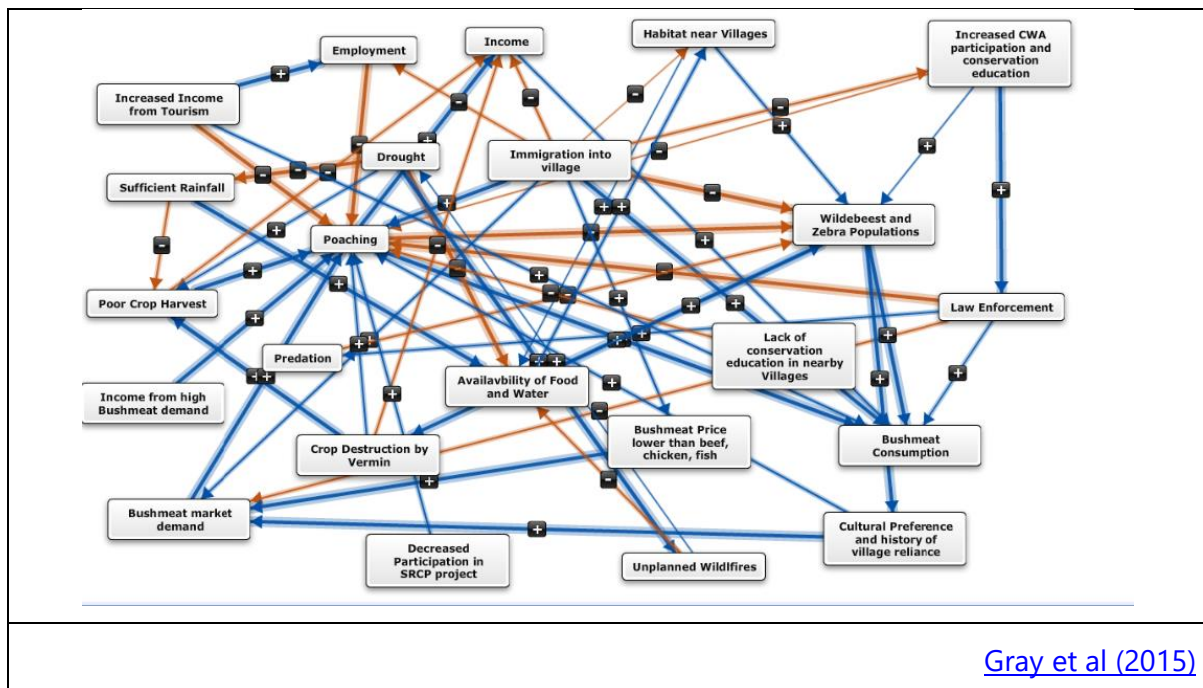 Employment
Income
Habitat near Villages
Increased CWA
participation and
conservation
education
Increased Income
from Tourism
Drought
Immigration into
village
Sufficient Rainfall
Wildebeest and
Zebra Populations
Poaching
Poor Crop Harvest
Law Enforcement
Predation
Lack of
conservation
education in nearby
Villages
Income from high
Bushmeat demand
Availavbility of Food
and Water
Crop Destruction by
Vermin
Bushmeat Price
lower than beef,
chicken, fish
Bushmeat
Consumption
Bushmeat market
demand
Decreased
Participation in
SRCP project
Unplanned Wildlfires
Cultural Preference
and history of
village reliance
Gray et al (2015)